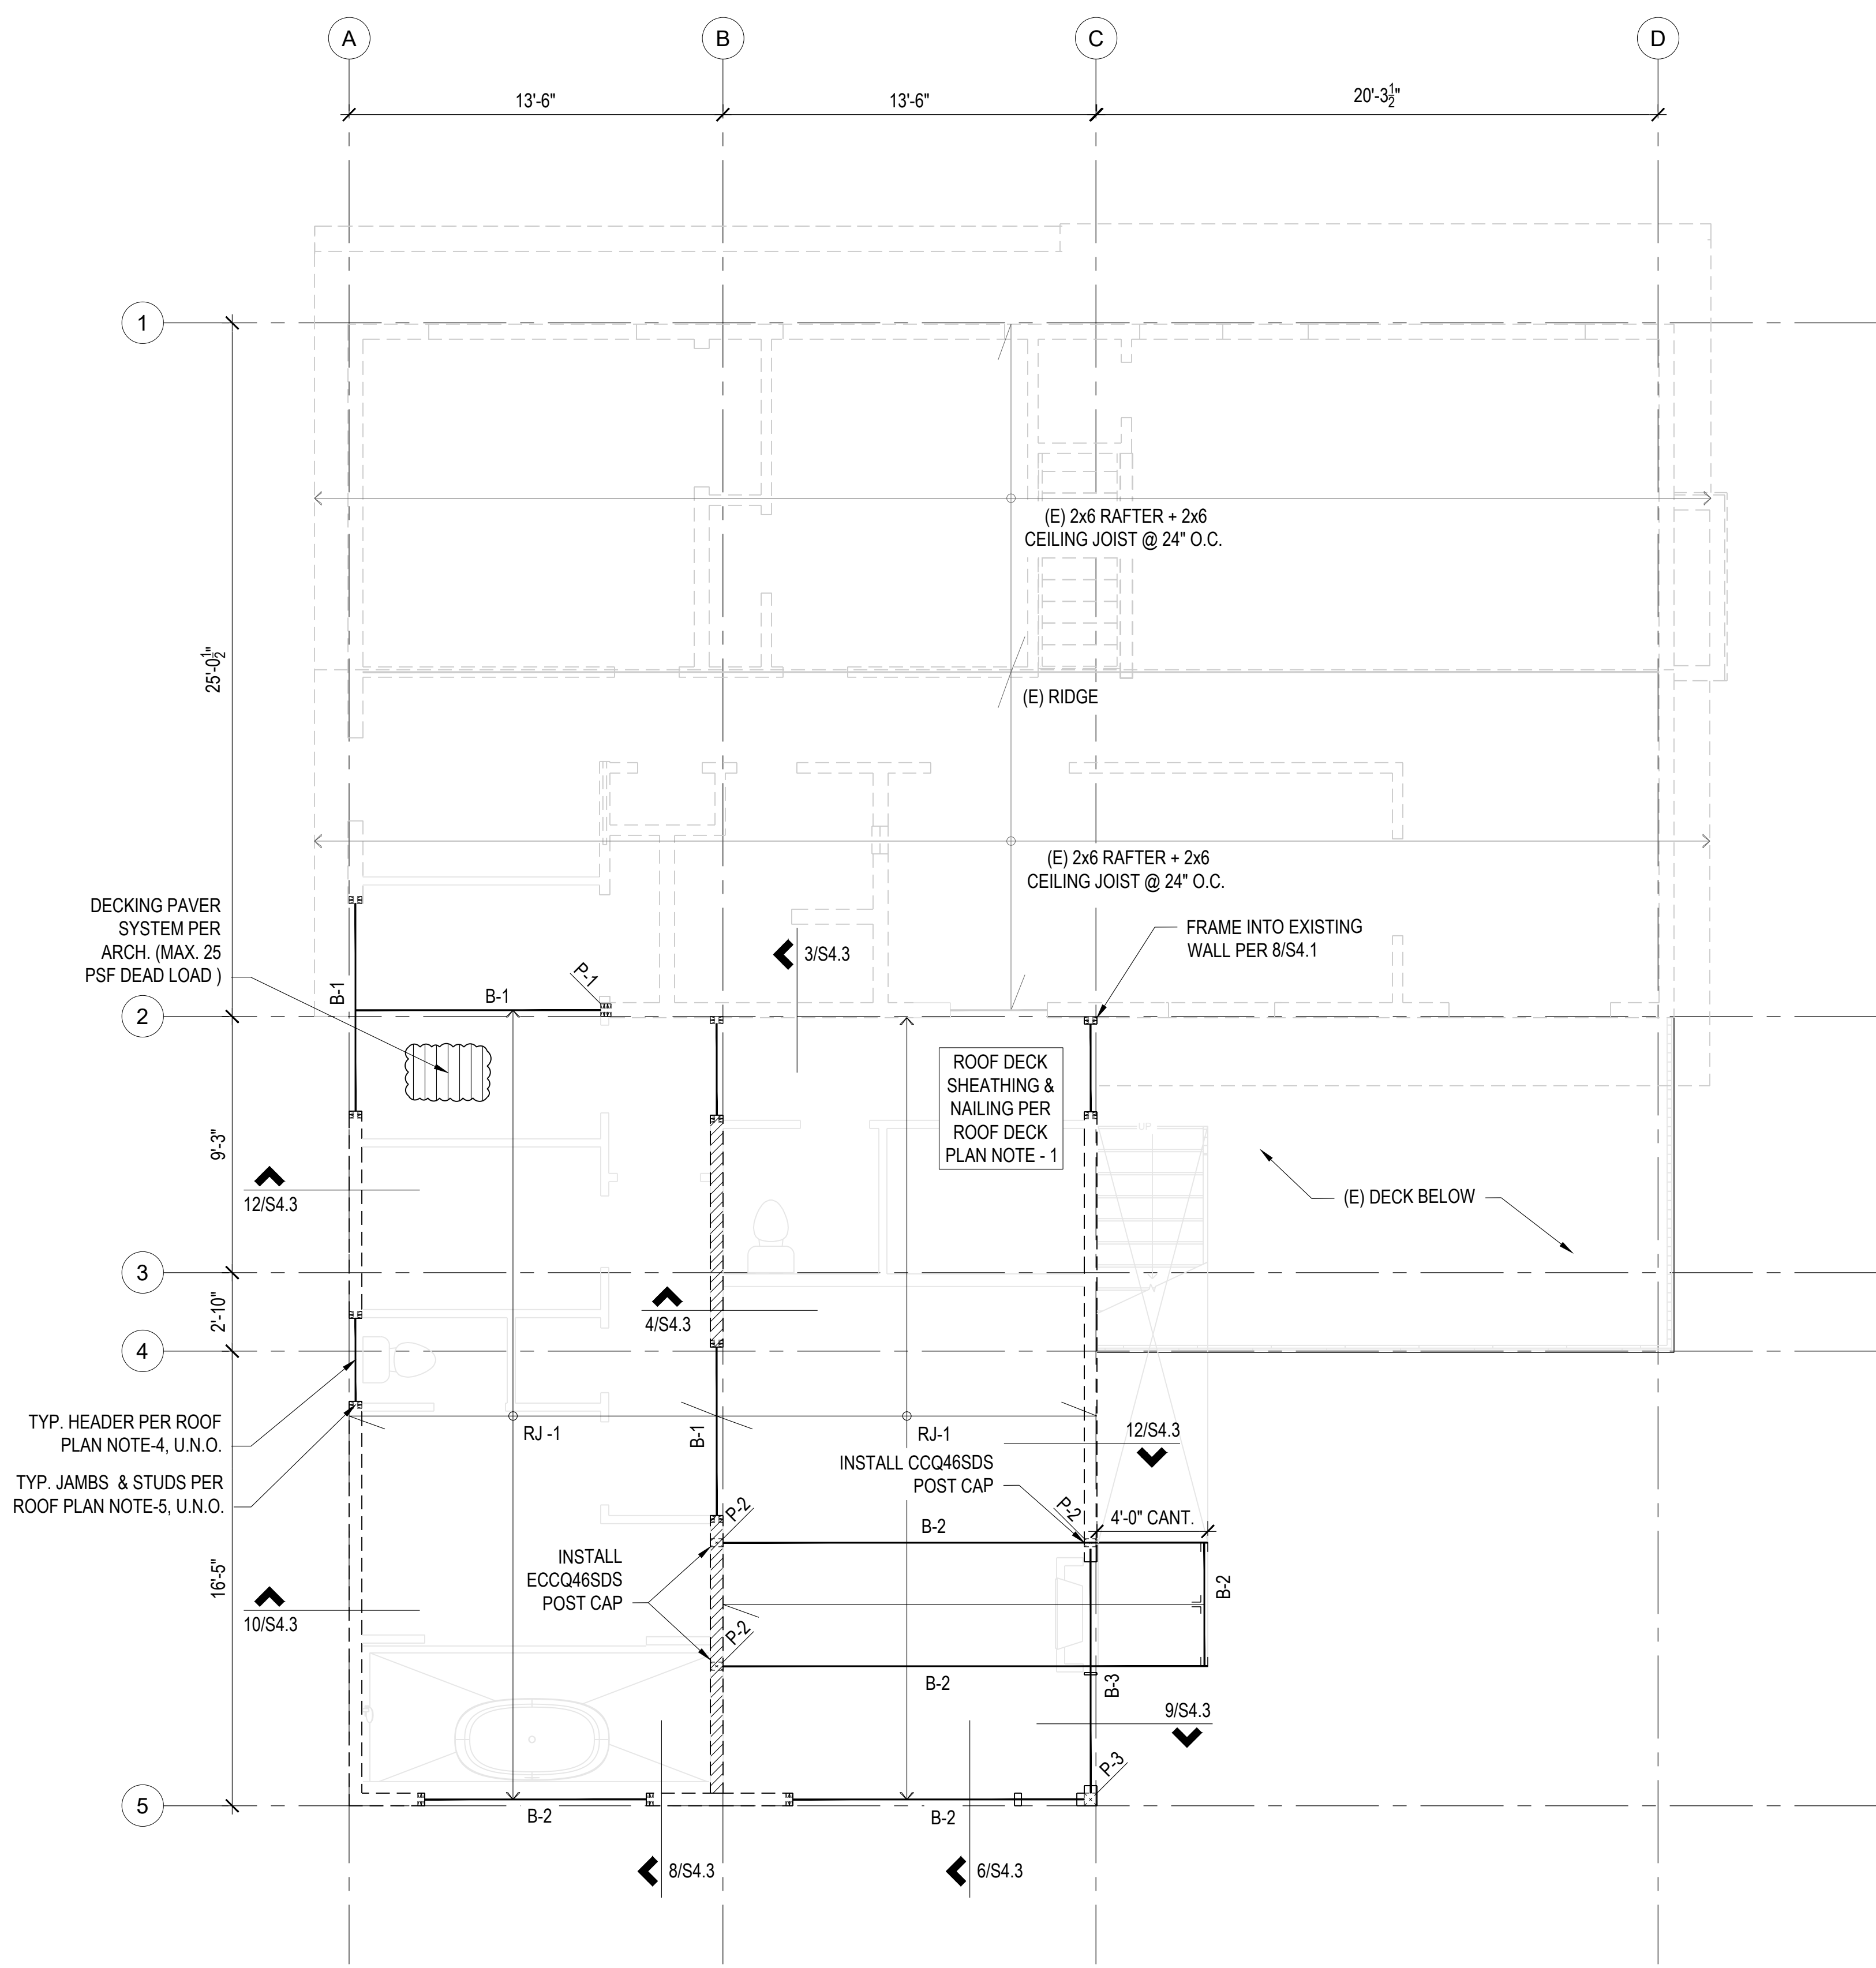 A
B
C
D
13'-6"
13'-6"
20'-3½"
1
25'-0½"
(E) 2x6 RAFTER + 2x6
CEILING JOIST @ 24" O.C.
(E) RIDGE
(E) 2x6 RAFTER + 2x6
CEILING JOIST @ 24" O.C.
DECKING PAVER
SYSTEM PER
ARCH. (MAX. 25
PSF DEAD LOAD )
3/S4.3
FRAME INTO EXISTING
WALL PER 8/S4.1
P-1
B-1
B-1
2
ROOF DECK
SHEATHING &
NAILING PER
ROOF DECK
PLAN NOTE - 1
UP
9'-3"
12/S4.3
(E) DECK BELOW
3
2'-10"
4/S4.3
4
TYP. HEADER PER ROOF
PLAN NOTE-4, U.N.O.
TYP. JAMBS & STUDS PER
ROOF PLAN NOTE-5, U.N.O.
RJ -1
B-1
RJ-1
12/S4.3
INSTALL CCQ46SDS
POST CAP
P-2
P-2
4'-0" CANT.
B-2
INSTALL
ECCQ46SDS
POST CAP
16'-5"
B-2
10/S4.3
P-2
B-2
B-3
9/S4.3
P-3
5
B-2
B-2
8/S4.3
6/S4.3